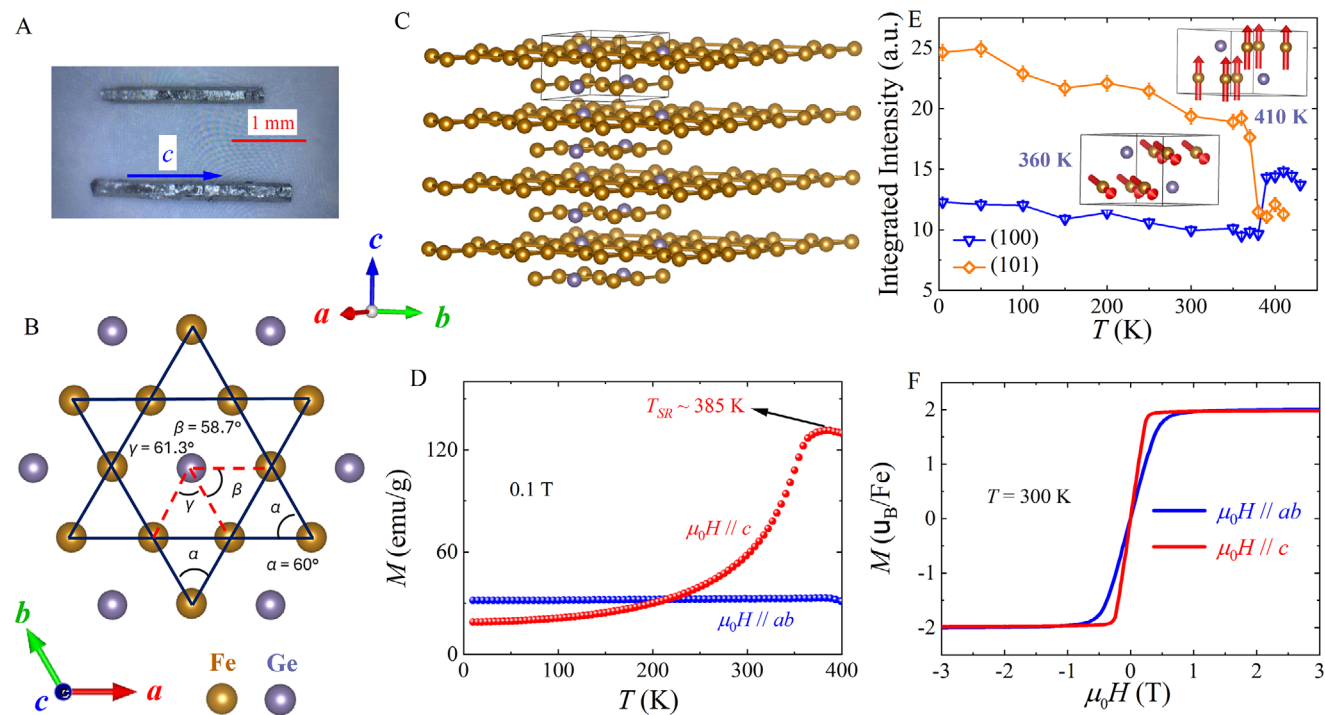 A
1 mm
c
B
β = 58.7°
γ = 61.3°
β
γ
α
α
α = 60°
b
c
a
Fe
Ge
C
c
a
b
D
T_SR ~ 385 K
0.1 T
μ₀H // c
μ₀H // ab
M (emu/g)
120
60
0
0
100
200
300
400
T (K)
E
Integrated Intensity (a.u.)
30
25
20
15
10
5
410 K
360 K
(100)
(101)
0
100
200
300
400
T (K)
F
M (u_B/Fe)
2
1
0
-1
-2
T = 300 K
μ₀H // ab
μ₀H // c
-3
-2
-1
0
1
2
3
μ₀H (T)